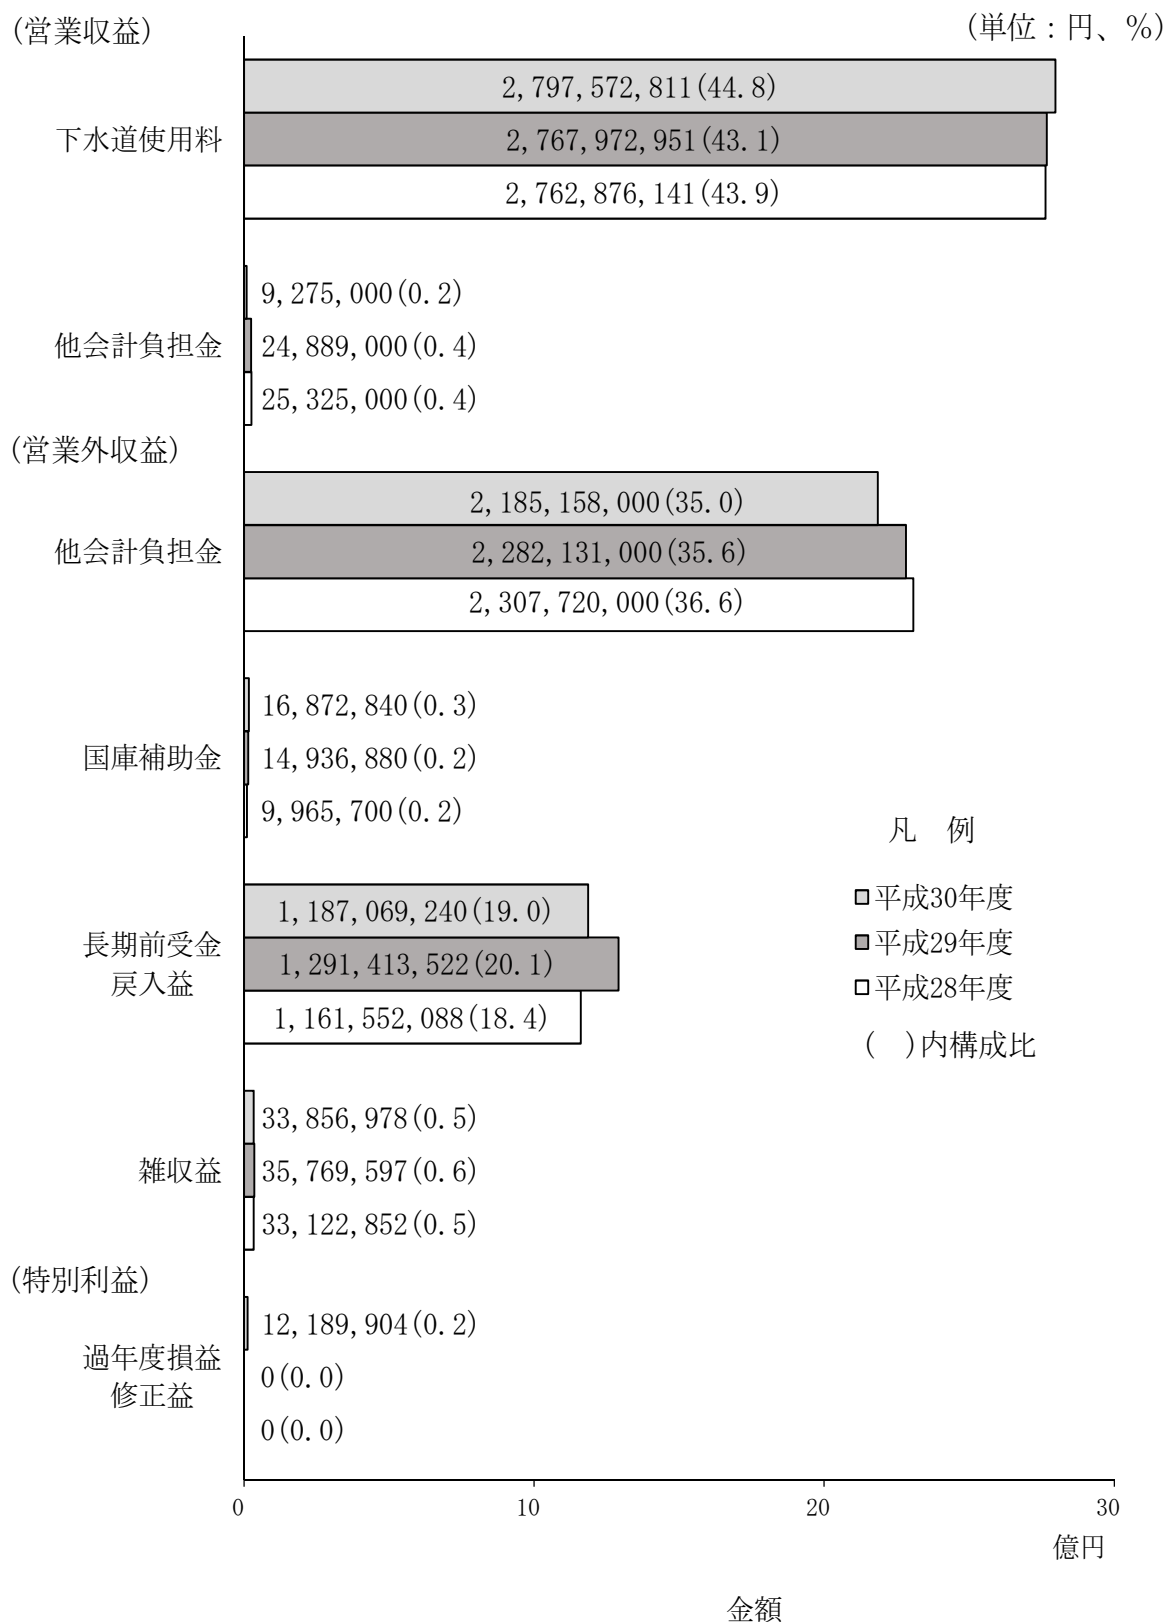 (営業収益)
(単位：円、％)
下水道使用料
2,797,572,811(44.8)
2,767,972,951(43.1)
2,762,876,141(43.9)
他会計負担金
9,275,000(0.2)
24,889,000(0.4)
25,325,000(0.4)
(営業外収益)
他会計負担金
2,185,158,000(35.0)
2,282,131,000(35.6)
2,307,720,000(36.6)
国庫補助金
16,872,840(0.3)
14,936,880(0.2)
9,965,700(0.2)
長期前受金
戻入益
1,187,069,240(19.0)
1,291,413,522(20.1)
1,161,552,088(18.4)
雑収益
33,856,978(0.5)
35,769,597(0.6)
33,122,852(0.5)
(特別利益)
過年度損益
修正益
12,189,904(0.2)
0(0.0)
0(0.0)
凡　例
平成30年度
平成29年度
平成28年度
(　)内構成比
0
10
20
30
億円
金額